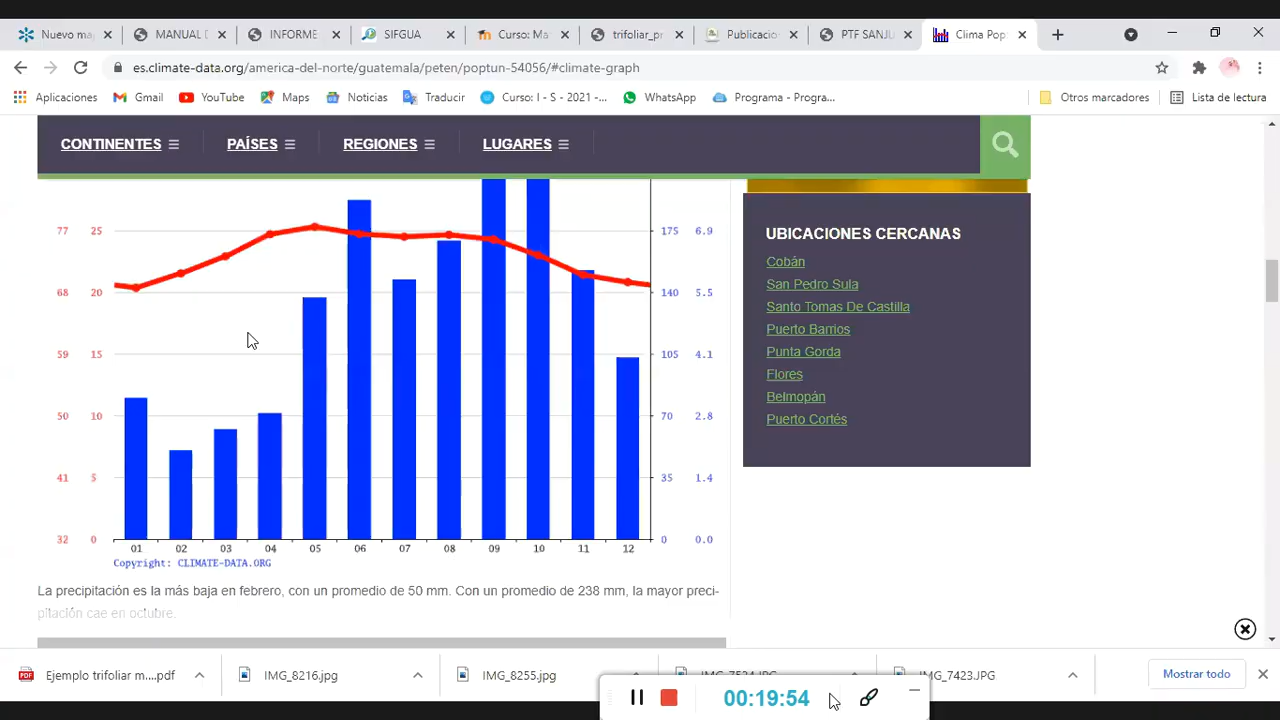 Nuevo ma
MANUAL D
INFORME
SIFGUA
Curso: Ma
trifoliar_pr
Publicacio
PTF SANJU
Clima Popt
es.climate-data.org/america-del-norte/guatemala/peten/poptun-54056/#climate-graph
Aplicaciones
Gmail
YouTube
Maps
Noticias
Traducir
Curso: I - S - 2021 -...
WhatsApp
Programa - Progra...
Otros marcadores
Lista de lectura
CONTINENTES
PAÍSES
REGIONES
LUGARES
77 25 175 6.9
68 20 140 5.5
59 15 105 4.1
50 10 70 2.8
41 5 35 1.4
32 0 0 0.0
01 02 03 04 05 06 07 08 09 10 11 12
Copyright: CLIMATE-DATA.ORG
UBICACIONES CERCANAS
Cobán
San Pedro Sula
Santo Tomas De Castilla
Puerto Barrios
Punta Gorda
Flores
Belmopán
Puerto Cortés
La precipitación es la más baja en febrero, con un promedio de 50 mm. Con un promedio de 238 mm, la mayor preci-
pitación cae en octubre.
Ejemplo trifoliar m....pdf
IMG_8216.jpg
IMG_8255.jpg
IMG_7534.JPG
IMG_7423.JPG
Mostrar todo
00:19:54